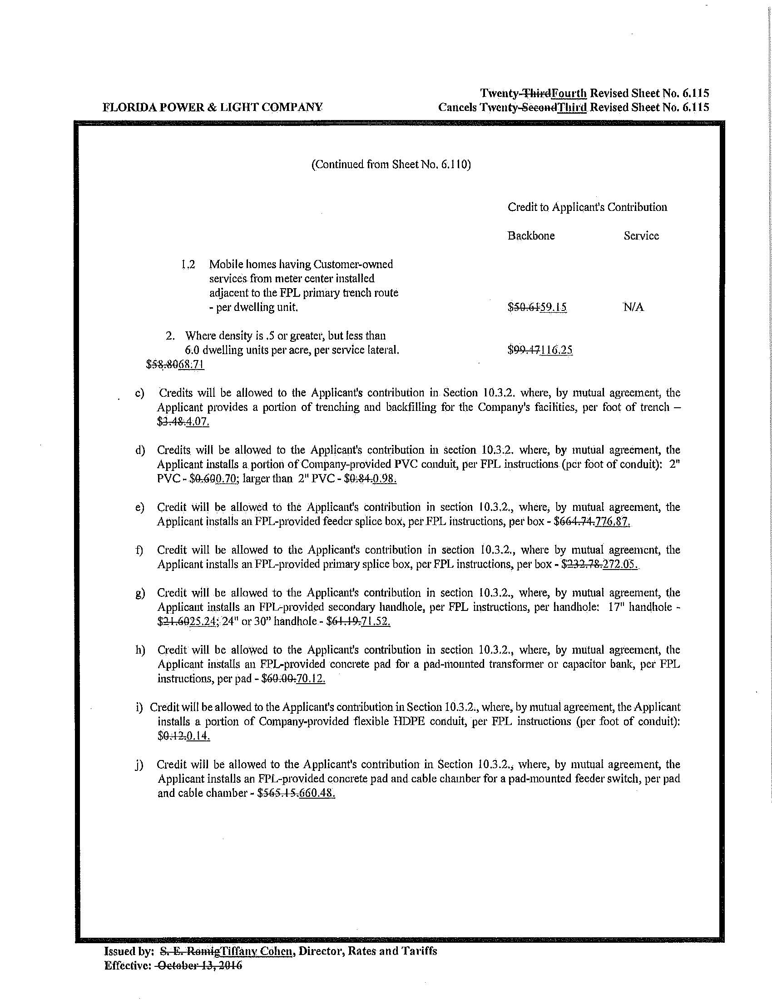 Twenty-ThirdFourth Revised Sheet No. 6.115
FLORIDA POWER & LIGHT COMPANY Cancels Twenty-SecondThird Revised Sheet No. 6.115
(Continued from Sheet No. 6.110)
Credit to Applicant's Contribution
Backbone Service
1.2 Mobile homes having Customer-owned
services from meter center installed
adjacent to the FPL primary trench route
- per dwelling unit. $50.6159.15 N/A
2. Where density is .5 or greater, but less than
6.0 dwelling units per acre, per service lateral. $99.47116.25
$58.8068.71
c) Credits will be allowed to the Applicant's contribution in Section 10.3.2. where, by mutual agreement, the
Applicant provides a portion of trenching and backfilling for the Company's facilities, per foot of trench –
$3.48.4.07.
d) Credits will be allowed to the Applicant's contribution in section 10.3.2. where, by mutual agreement, the
Applicant installs a portion of Company-provided PVC conduit, per FPL instructions (per foot of conduit): 2"
PVC - $0.600.70; larger than 2" PVC - $0.84.0.98.
e) Credit will be allowed to the Applicant's contribution in section 10.3.2., where, by mutual agreement, the
Applicant installs an FPL-provided feeder splice box, per FPL instructions, per box - $664.74.776.87.
f) Credit will be allowed to the Applicant's contribution in section 10.3.2., where by mutual agreement, the
Applicant installs an FPL-provided primary splice box, per FPL instructions, per box - $232.78.272.05.
g) Credit will be allowed to the Applicant's contribution in section 10.3.2., where, by mutual agreement, the
Applicant installs an FPL-provided secondary handhole, per FPL instructions, per handhole: 17" handhole -
$21.6025.24; 24" or 30” handhole - $61.19.71.52.
h) Credit will be allowed to the Applicant's contribution in section 10.3.2., where, by mutual agreement, the
Applicant installs an FPL-provided concrete pad for a pad-mounted transformer or capacitor bank, per FPL
instructions, per pad - $60.00.70.12.
i) Credit will be allowed to the Applicant's contribution in Section 10.3.2., where, by mutual agreement, the Applicant
installs a portion of Company-provided flexible HDPE conduit, per FPL instructions (per foot of conduit):
$0.12.0.14.
j) Credit will be allowed to the Applicant's contribution in Section 10.3.2., where, by mutual agreement, the
Applicant installs an FPL-provided concrete pad and cable chamber for a pad-mounted feeder switch, per pad
and cable chamber - $565.15.660.48.
Issued by: S. E. RomigTiffany Cohen, Director, Rates and Tariffs
Effective: October 13, 2016